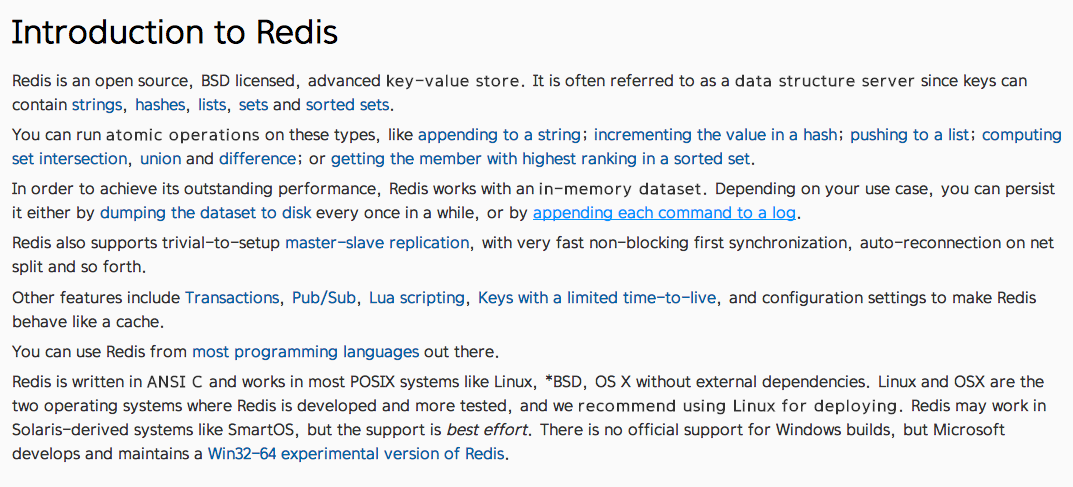 Introduction to Redis
Redis is an open source, BSD licensed, advanced key-value store. It is often referred to as a data structure server since keys can
contain strings, hashes, lists, sets and sorted sets.
You can run atomic operations on these types, like appending to a string; incrementing the value in a hash; pushing to a list; computing
set intersection, union and difference; or getting the member with highest ranking in a sorted set.
In order to achieve its outstanding performance, Redis works with an in-memory dataset. Depending on your use case, you can persist
it either by dumping the dataset to disk every once in a while, or by appending each command to a log.
Redis also supports trivial-to-setup master-slave replication, with very fast non-blocking first synchronization, auto-reconnection on net
split and so forth.
Other features include Transactions, Pub/Sub, Lua scripting, Keys with a limited time-to-live, and configuration settings to make Redis
behave like a cache.
You can use Redis from most programming languages out there.
Redis is written in ANSI C and works in most POSIX systems like Linux, *BSD, OS X without external dependencies. Linux and OSX are the
two operating systems where Redis is developed and more tested, and we recommend using Linux for deploying. Redis may work in
Solaris-derived systems like SmartOS, but the support is best effort. There is no official support for Windows builds, but Microsoft
develops and maintains a Win32-64 experimental version of Redis.